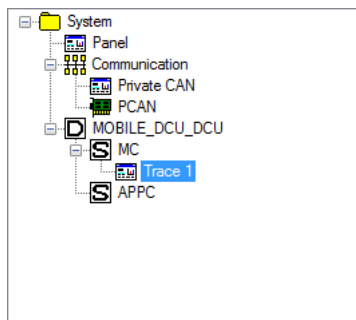 System
Panel
Communication
Private CAN
PCAN
D MOBILE_DCU_DCU
S MC
Trace 1
S APPC